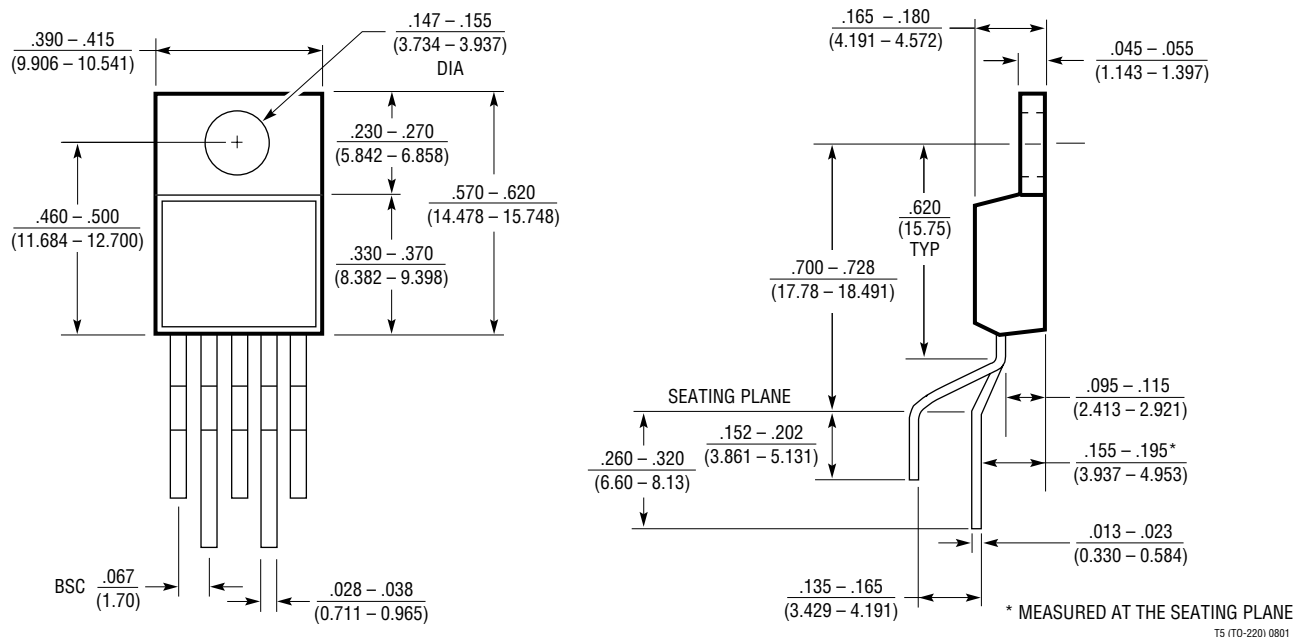 .390 – .415
(9.906 – 10.541)
.147 – .155
(3.734 – 3.937)
DIA
.230 – .270
(5.842 – 6.858)
.460 – .500
(11.684 – 12.700)
.570 – .620
(14.478 – 15.748)
.330 – .370
(8.382 – 9.398)
BSC
.067
(1.70)
.028 – .038
(0.711 – 0.965)
.165 – .180
(4.191 – 4.572)
.045 – .055
(1.143 – 1.397)
.620
(15.75)
TYP
.700 – .728
(17.78 – 18.491)
SEATING PLANE
.152 – .202
(3.861 – 5.131)
.260 – .320
(6.60 – 8.13)
.095 – .115
(2.413 – 2.921)
.155 – .195*
(3.937 – 4.953)
.013 – .023
(0.330 – 0.584)
.135 – .165
(3.429 – 4.191)
* MEASURED AT THE SEATING PLANE
T5 (TO-220) 0801